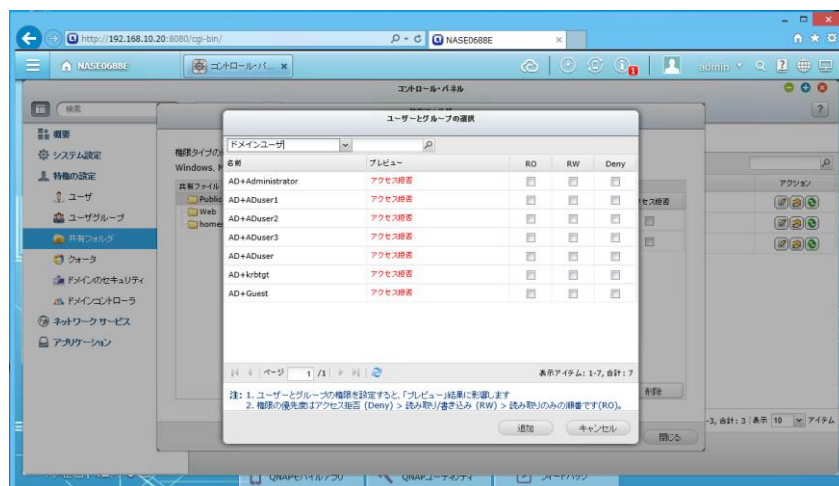 http://192.168.10.20:8080/cgi-bin/
NASE0688E
NASE0688E
コントロール・パ...
admin
コントロール・パネル
検索
概要
システム設定
特権の設定
ユーザ
ユーザグループ
共有フォルダ
クォータ
ドメインのセキュリティ
ドメインコントローラ
ネットワーク サービス
アプリケーション
権限タイプの
Windows、
共有ファイル
Public
Web
home
ユーザーとグループの選択
ドメインユーザ
名前 プレビュー RO RW Deny
AD+Administrator アクセス拒否
AD+ADuser1 アクセス拒否
AD+ADuser2 アクセス拒否
AD+ADuser3 アクセス拒否
AD+ADuser アクセス拒否
AD+krbtgt アクセス拒否
AD+Guest アクセス拒否
ページ 1 /1
表示アイテム: 1-7, 合計: 7
注: 1. ユーザーとグループの権限を設定すると、「プレビュー」結果に影響します
2. 権限の優先度はアクセス拒否 (Deny) > 読み取り/書き込み (RW) > 読み取りのみの順番です(RO)。
追加
キャンセル
セス拒否
アクション
削除
閉じる
-3, 合計: 3 表示 10 アイテム
QNAPモバイルアプリ
QNAPユーティリティ
フィードバック